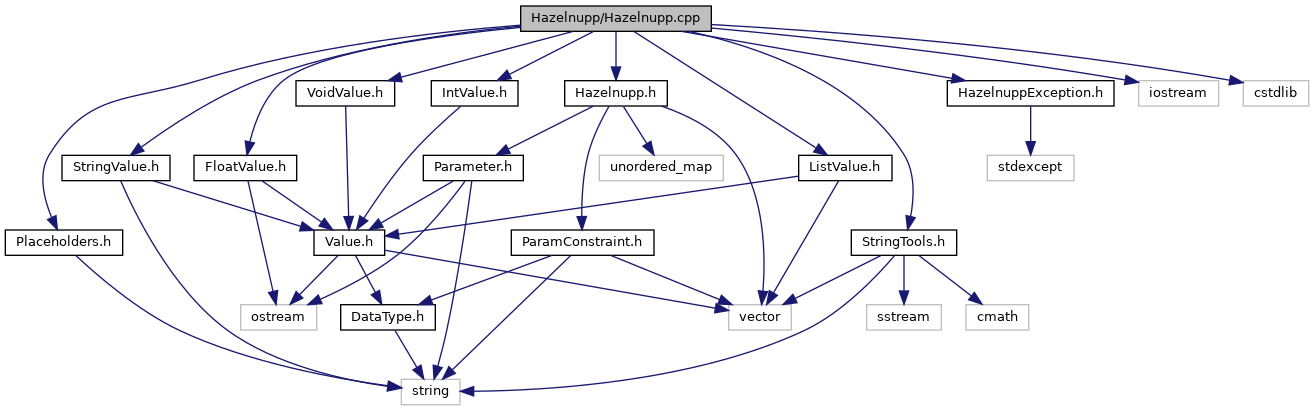 Hazelnupp/Hazelnupp.cpp
VoidValue.h
IntValue.h
Hazelnupp.h
HazelnuppException.h
iostream
cstdlib
StringValue.h
FloatValue.h
Parameter.h
unordered_map
ListValue.h
stdexcept
Placeholders.h
Value.h
ParamConstraint.h
StringTools.h
ostream
DataType.h
vector
sstream
cmath
string